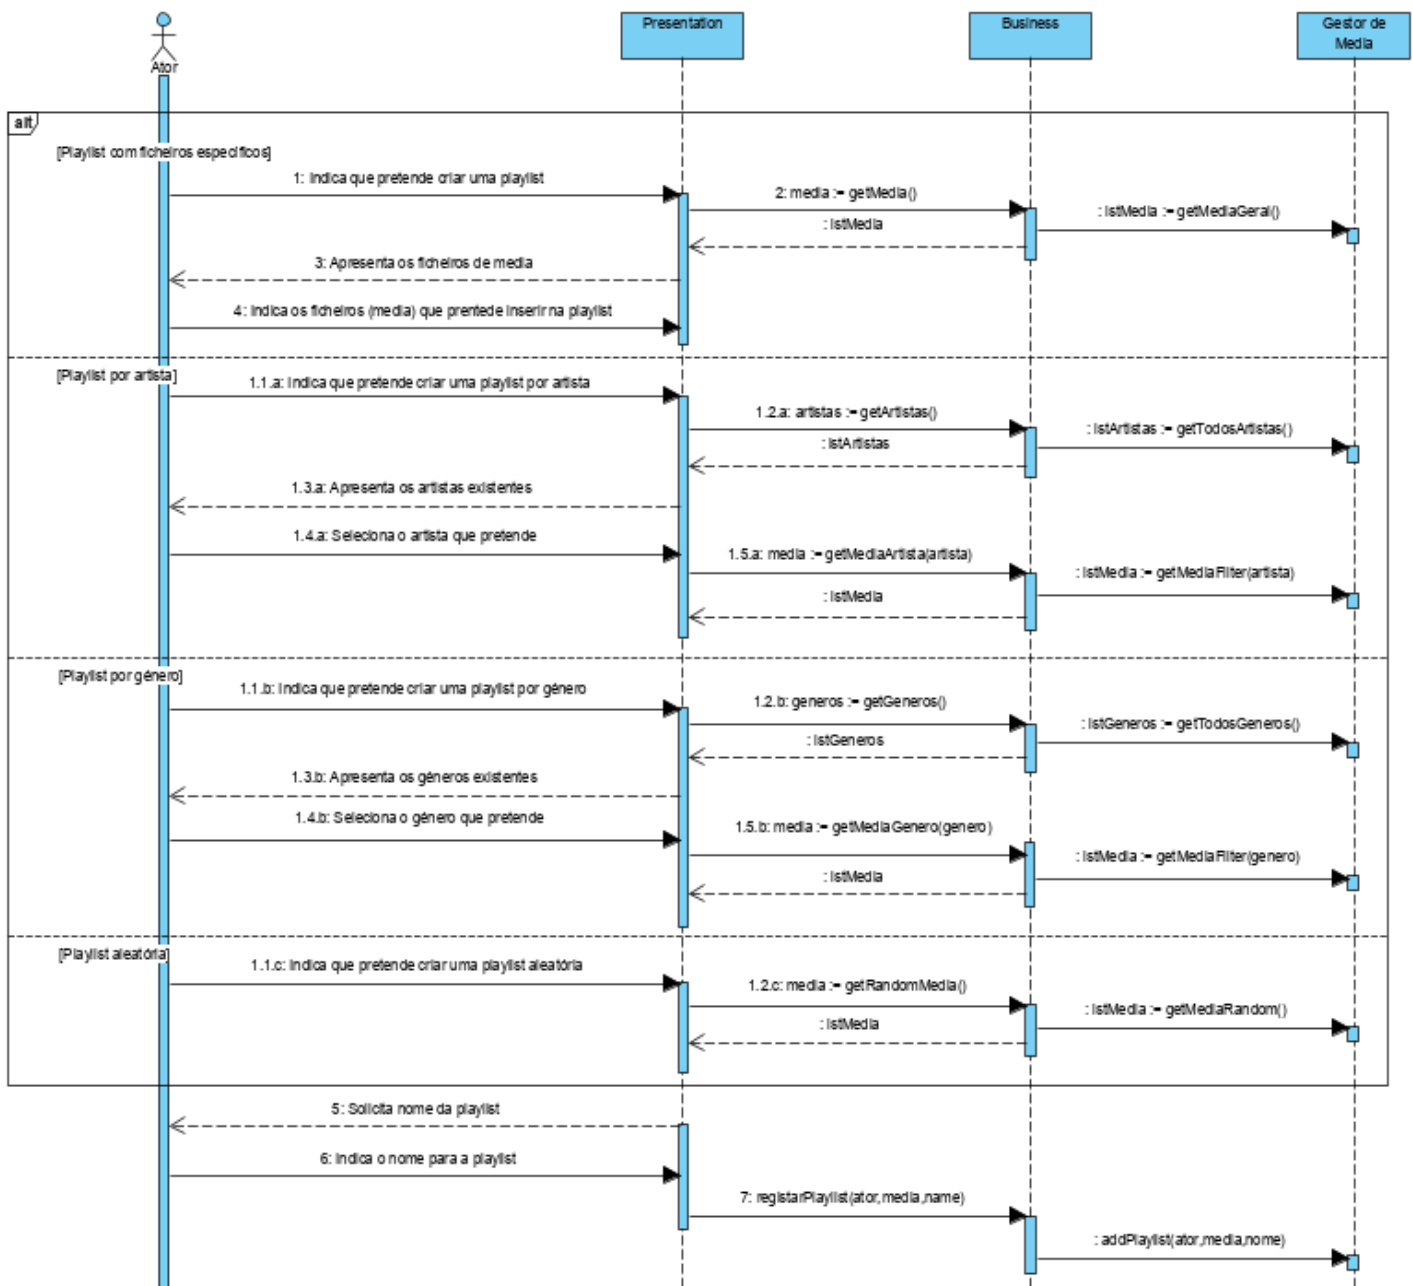 Presentation
Business
Gestor de
Media
Ator
alt
[Playlist com ficheiros específicos]
1: Indica que pretende criar uma playlist
2: media := getMedia()
: lstMedia := getMediaGeral()
: lstMedia
3: Apresenta os ficheiros de media
4: Indica os ficheiros (media) que prentede inserir na playlist
[Playlist por artista]
1.1.a: Indica que pretende criar uma playlist por artista
1.2.a: artistas := getArtistas()
: lstArtistas := getTodosArtistas()
: lstArtistas
1.3.a: Apresenta os artistas existentes
1.4.a: Seleciona o artista que pretende
1.5.a: media := getMediaArtista(artista)
: lstMedia := getMediaFilter(artista)
: lstMedia
[Playlist por género]
1.1.b: Indica que pretende criar uma playlist por género
1.2.b: generos := getGeneros()
: lstGeneros := getTodosGeneros()
: lstGeneros
1.3.b: Apresenta os géneros existentes
1.4.b: Seleciona o género que pretende
1.5.b: media := getMediaGenero(genero)
: lstMedia := getMediaFilter(genero)
: lstMedia
[Playlist aleatória]
1.1.c: Indica que pretende criar uma playlist aleatória
1.2.c: media := getRandomMedia()
: lstMedia := getMediaRandom()
: lstMedia
5: Solicita nome da playlist
6: Indica o nome para a playlist
7: registarPlaylist(ator,media,name)
: addPlaylist(ator,media,nome)